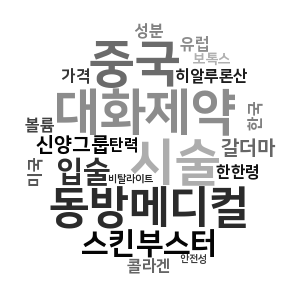 성분
중국 유럽
보톡스
가격 히알루론산
대화제약
볼륨 한국
신양그룹 탄력 시술 갈더마
입술 비탈라이트 한한령
미국
동방메디컬
스킨부스터
콜라겐 안전성